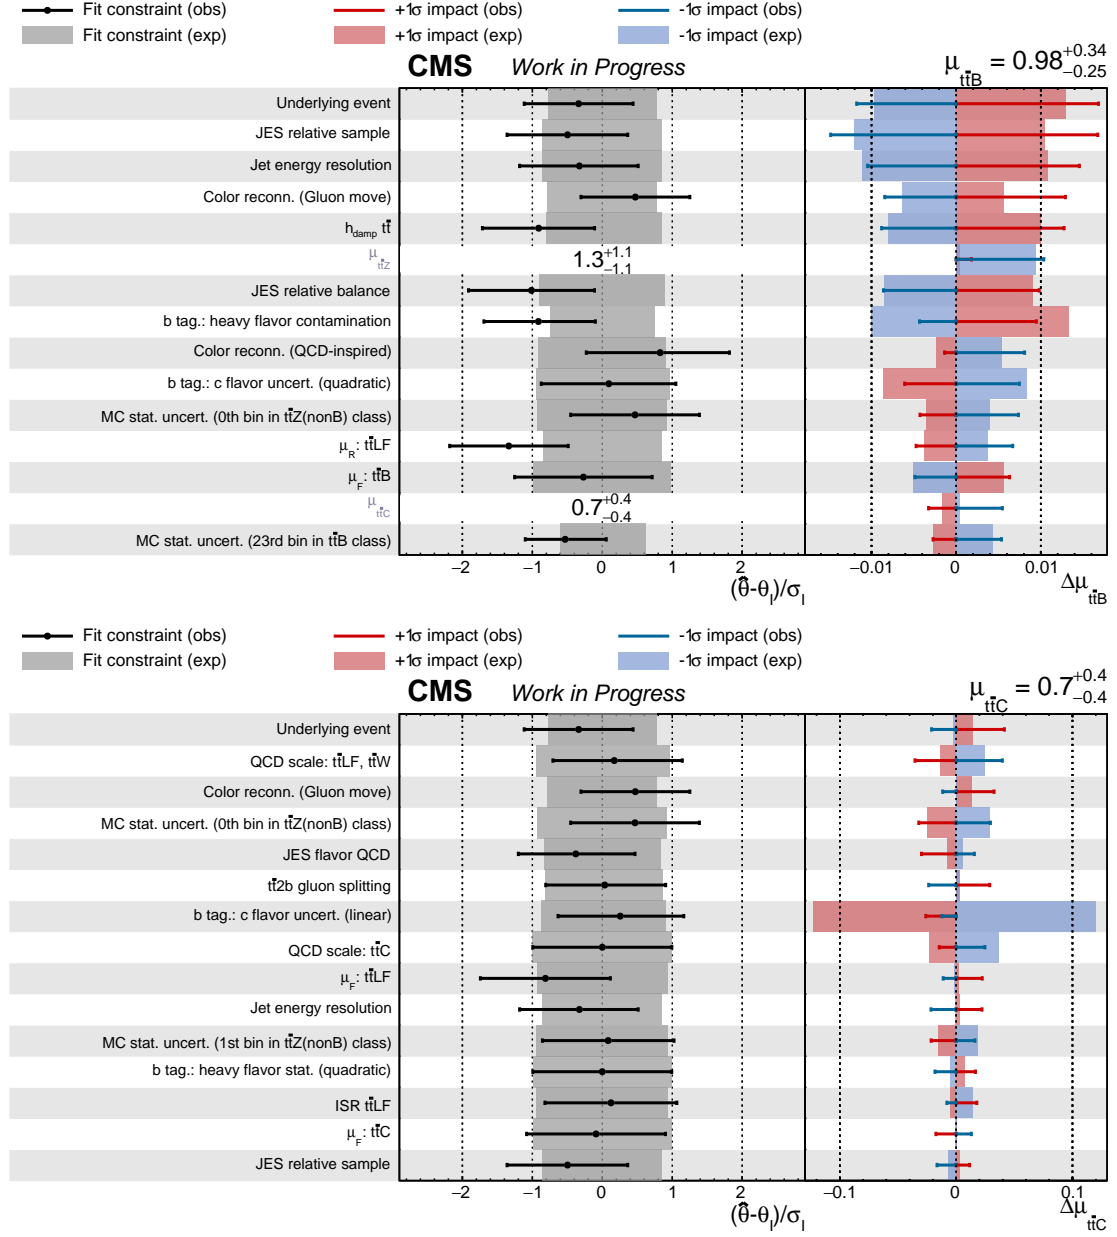 Fit constraint (obs) +1σ impact (obs) -1σ impact (obs)
Fit constraint (exp) +1σ impact (exp) -1σ impact (exp)
CMS Work in Progress μ_tt̄B = 0.98 +0.34 −0.25
Underlying event
JES relative sample
Jet energy resolution
Color reconn. (Gluon move)
h_damp tt̄
μ_tt̄Z 1.3 +1.1 −1.1
JES relative balance
b tag.: heavy flavor contamination
Color reconn. (QCD-inspired)
b tag.: c flavor uncert. (quadratic)
MC stat. uncert. (0th bin in tt̄Z(nonB) class)
μ_R: tt̄LF
μ_F: tt̄B
μ_tt̄C 0.7 +0.4 −0.4
MC stat. uncert. (23rd bin in tt̄B class)
−2 −1 0 1 2 −0.01 0 0.01
(θ̂-θ_I)/σ_I Δμ_tt̄B
Fit constraint (obs) +1σ impact (obs) -1σ impact (obs)
Fit constraint (exp) +1σ impact (exp) -1σ impact (exp)
CMS Work in Progress μ_tt̄C = 0.7 +0.4 −0.4
Underlying event
QCD scale: tt̄LF, tt̄W
Color reconn. (Gluon move)
MC stat. uncert. (0th bin in tt̄Z(nonB) class)
JES flavor QCD
tt̄2b gluon splitting
b tag.: c flavor uncert. (linear)
QCD scale: tt̄C
μ_F: tt̄LF
Jet energy resolution
MC stat. uncert. (1st bin in tt̄Z(nonB) class)
b tag.: heavy flavor stat. (quadratic)
ISR tt̄LF
μ_F: tt̄C
JES relative sample
−2 −1 0 1 2 −0.1 0 0.1
(θ̂-θ_I)/σ_I Δμ_tt̄C